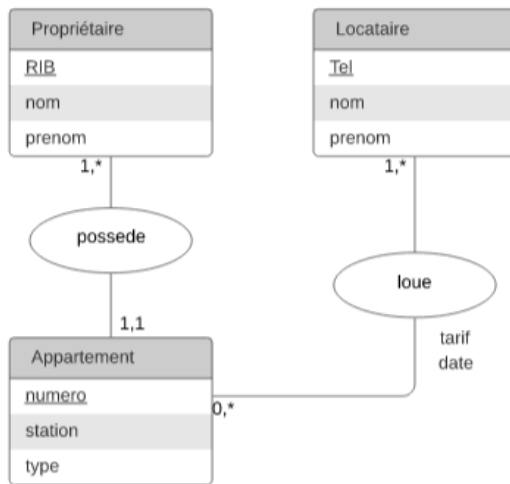 Propriétaire
RIB
nom
prenom
1,*
possede
1,1
Appartement
numero
station
type
Locataire
Tel
nom
prenom
1,*
loue
tarif
date
0,*